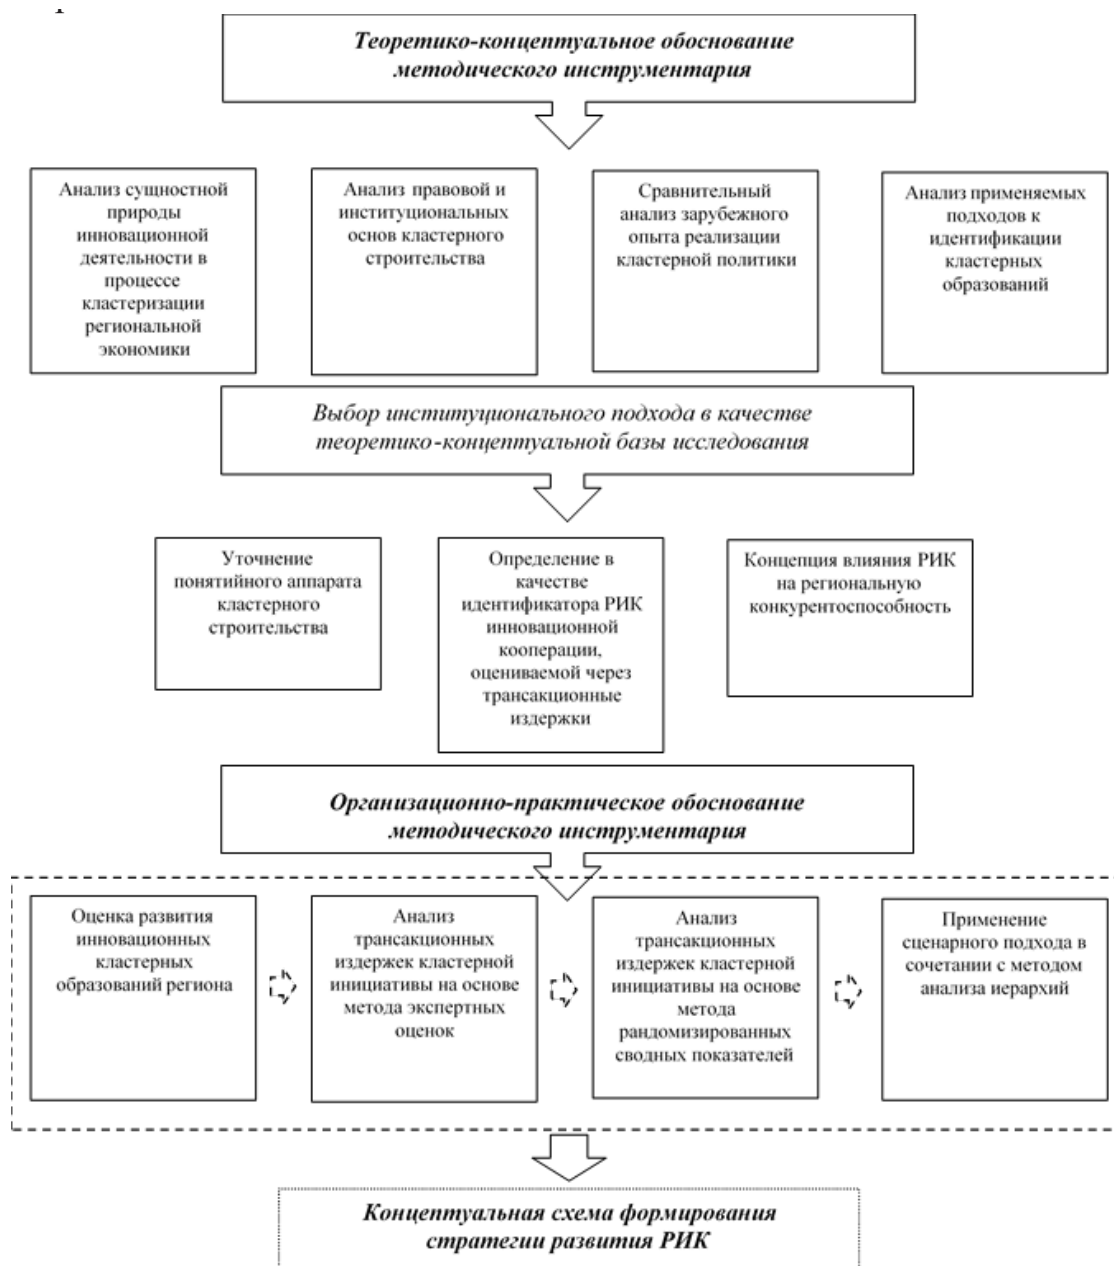 Теоретико-концептуальное обоснование
методического инструментария
Анализ сущностной
природы
инновационной
деятельности в
процессе
кластеризации
региональной
экономики
Анализ правовой и
институциональных
основ кластерного
строительства
Сравнительный
анализ зарубежного
опыта реализации
кластерной политики
Анализ применяемых
подходов к
идентификации
кластерных
образований
Выбор институционального подхода в качестве
теоретико-концептуальной базы исследования
Уточнение
понятийного аппарата
кластерного
строительства
Определение в
качестве
идентификатора РИК
инновационной
кооперации,
оцениваемой через
трансакционные
издержки
Концепция влияния РИК
на региональную
конкурентоспособность
Организационно-практическое обоснование
методического инструментария
Оценка развития
инновационных
кластерных
образований региона
Анализ
трансакционных
издержек кластерной
инициативы на основе
метода экспертных
оценок
Анализ
трансакционных
издержек кластерной
инициативы на основе
метода
рандомизированных
сводных показателей
Применение
сценарного подхода в
сочетании с методом
анализа иерархий
Концептуальная схема формирования
стратегии развития РИК